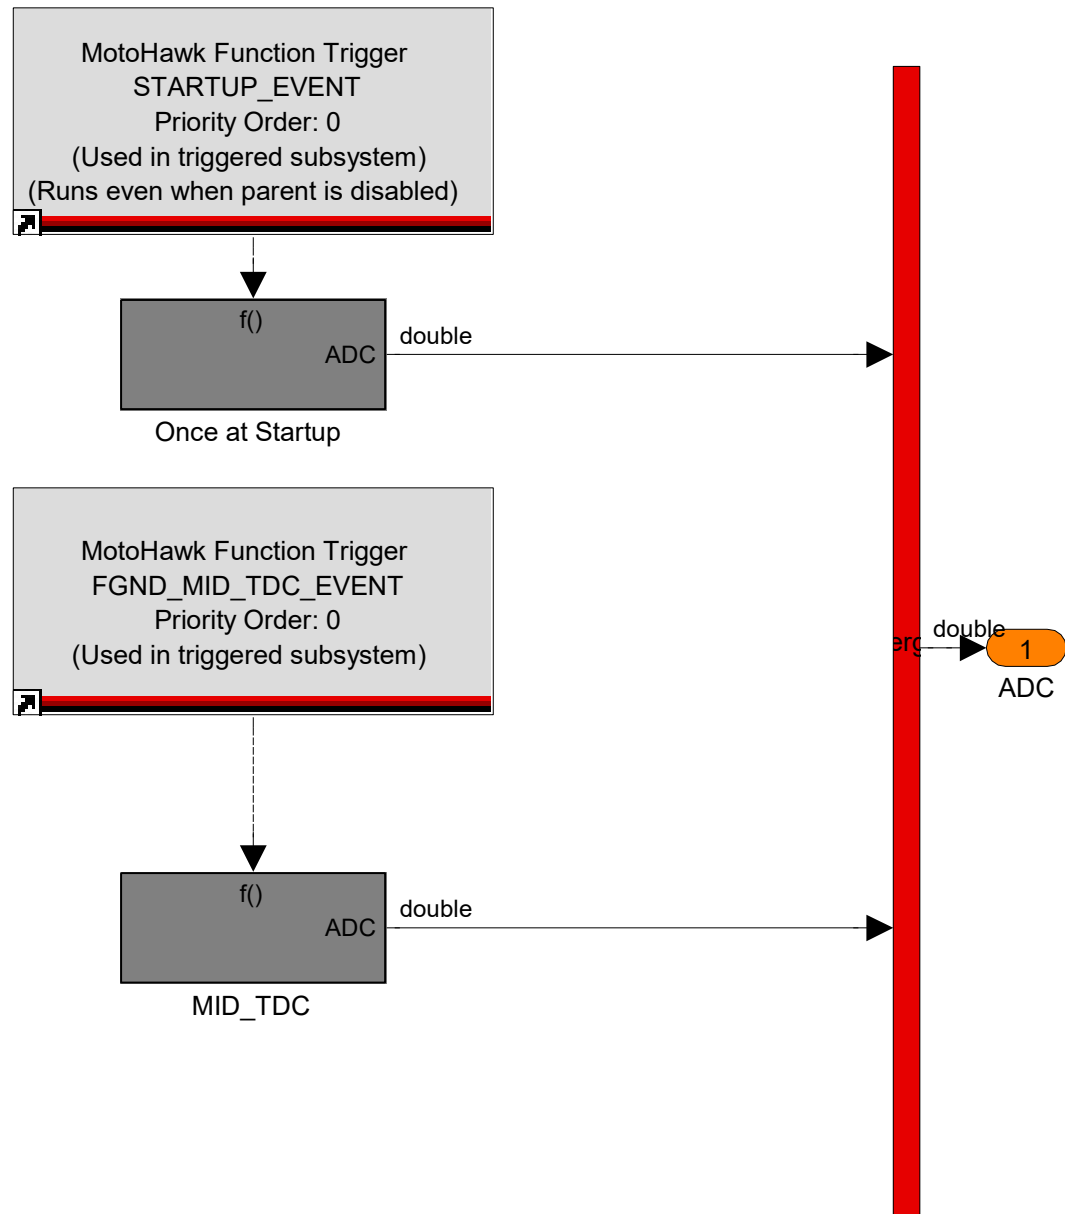 MotoHawk Function Trigger
STARTUP_EVENT
Priority Order: 0
(Used in triggered subsystem)
(Runs even when parent is disabled)
f()
ADC
double
Once at Startup
MotoHawk Function Trigger
FGND_MID_TDC_EVENT
Priority Order: 0
(Used in triggered subsystem)
double
1
ADC
f()
ADC
double
MID_TDC